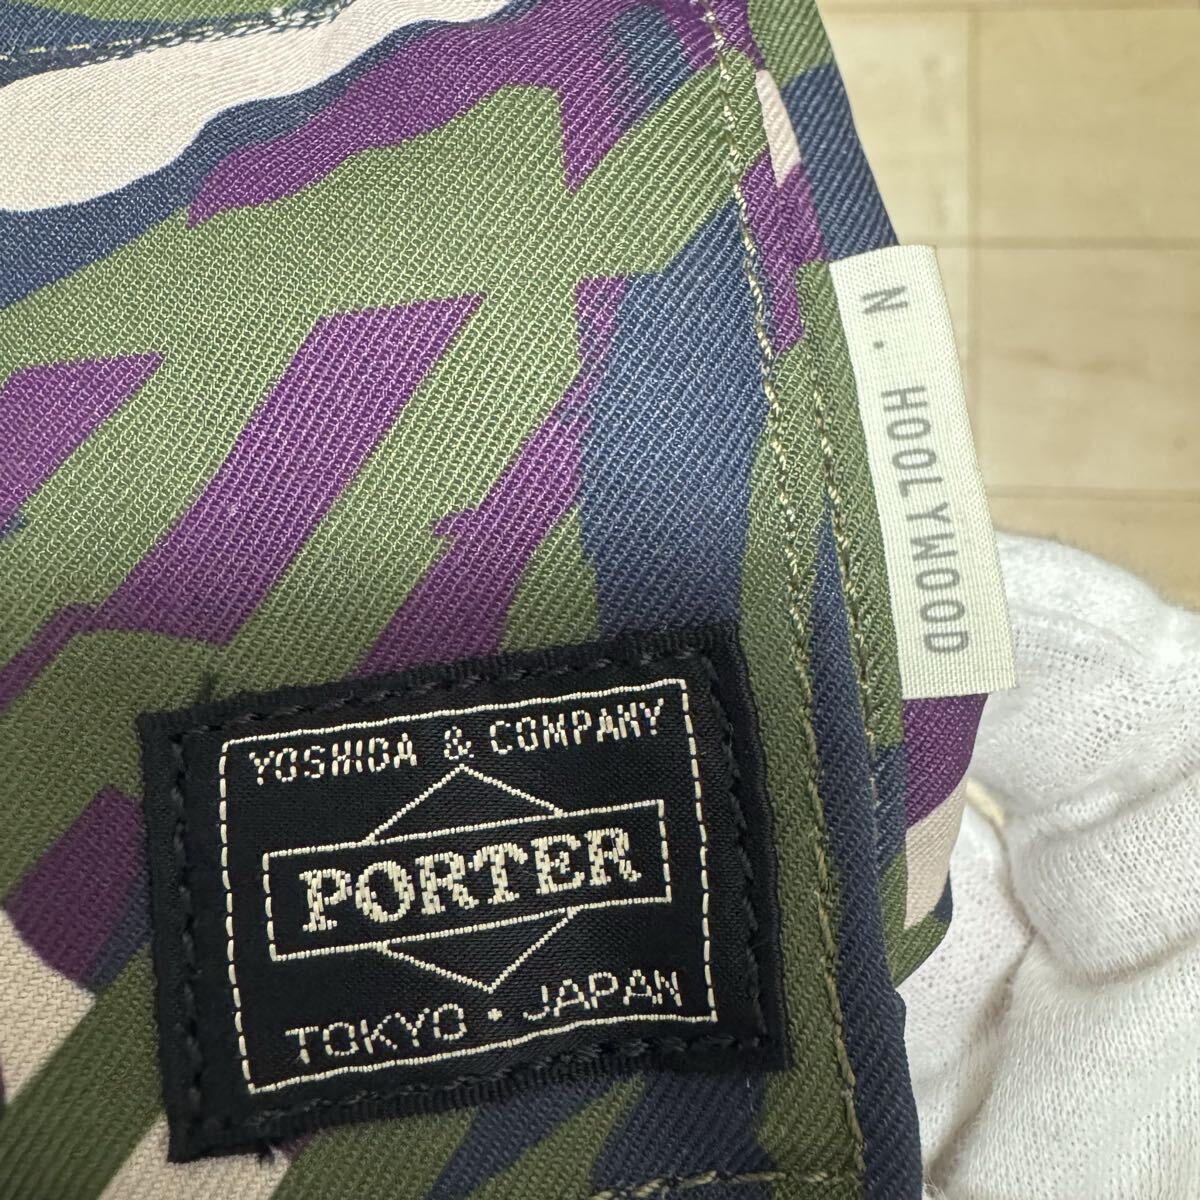 N. HOOLYWOOD
YOSHIDA & COMPANY
PORTER
TOKYO・JAPAN